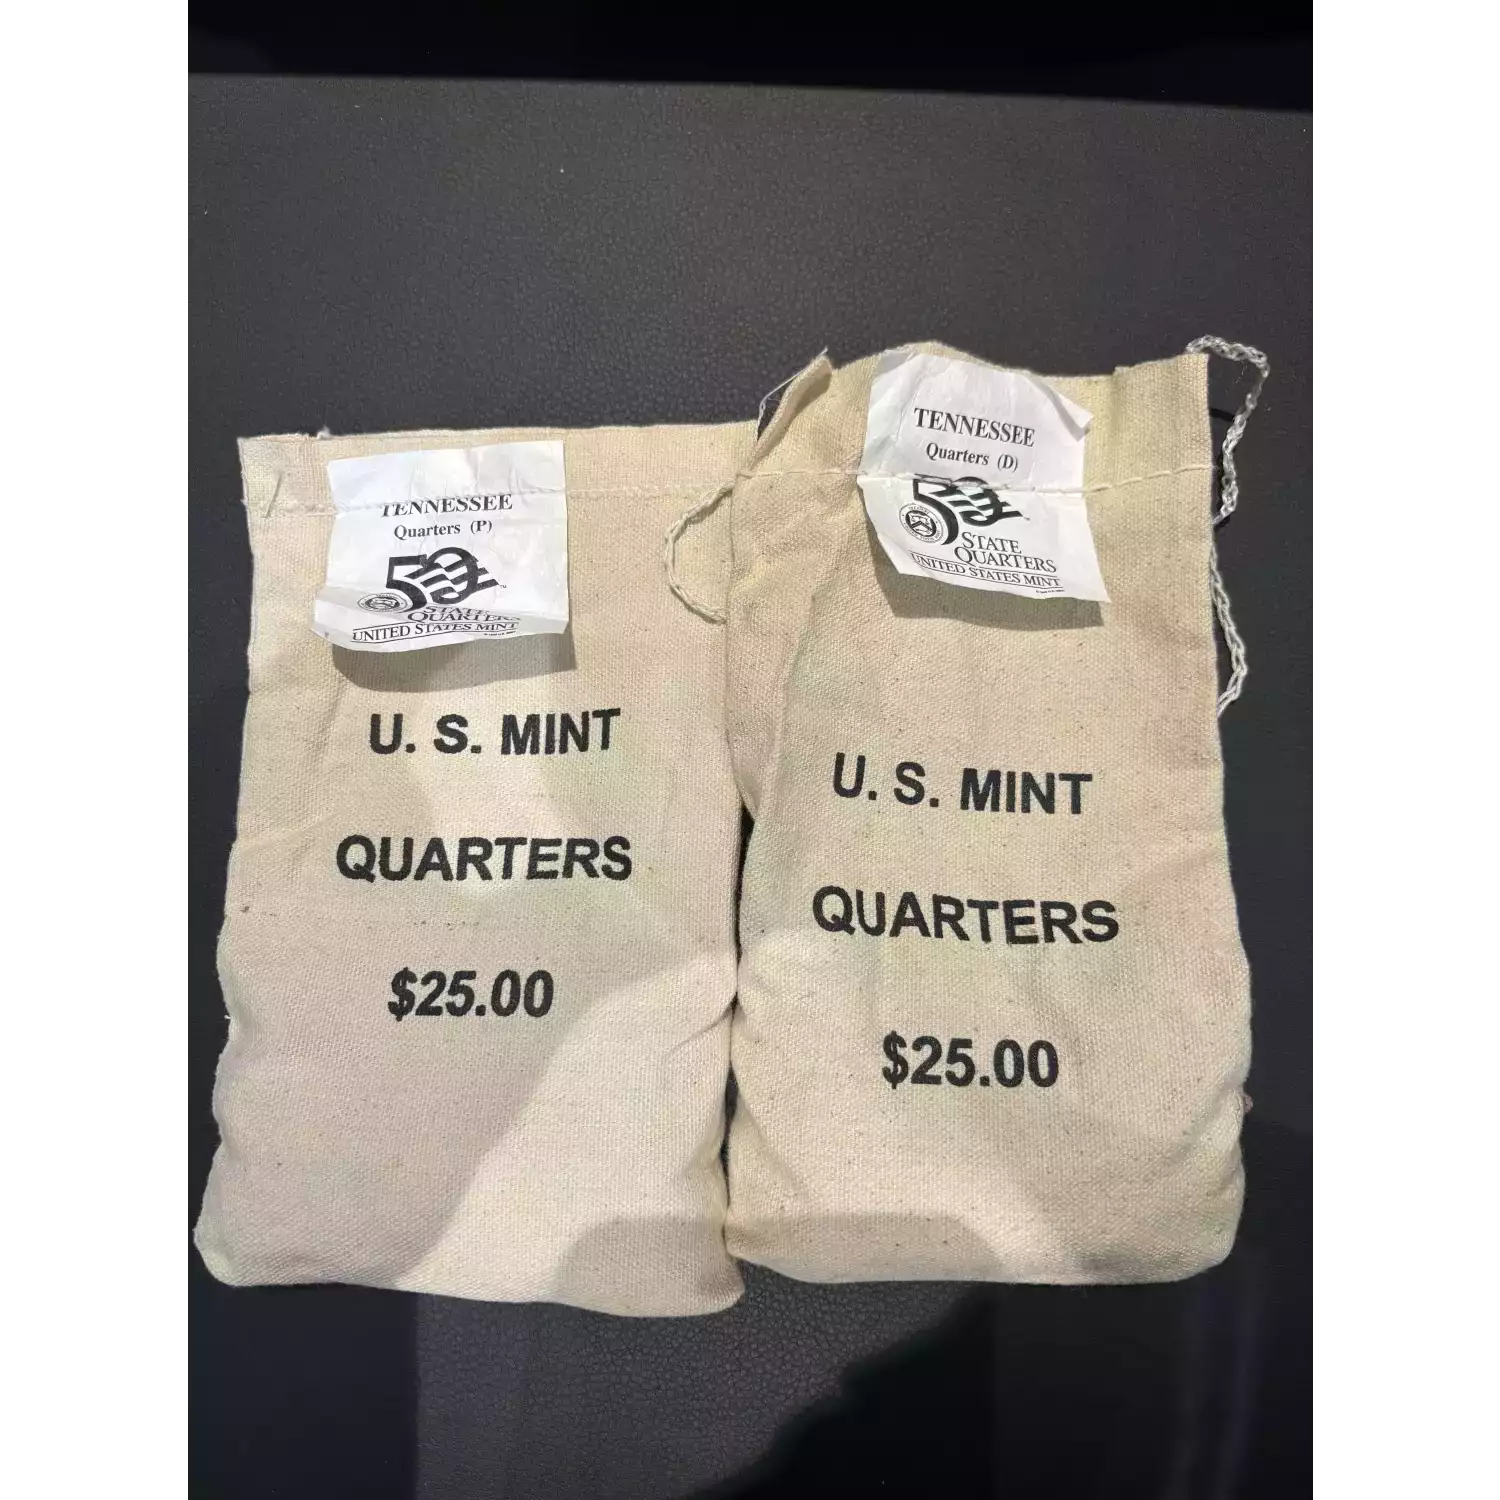 TENNESSEE
Quarters (P)
50
STATE
QUARTERS
UNITED STATES MINT
U. S. MINT
QUARTERS
$25.00
TENNESSEE
Quarters (D)
50
STATE
QUARTERS
UNITED STATES MINT
U. S. MINT
QUARTERS
$25.00